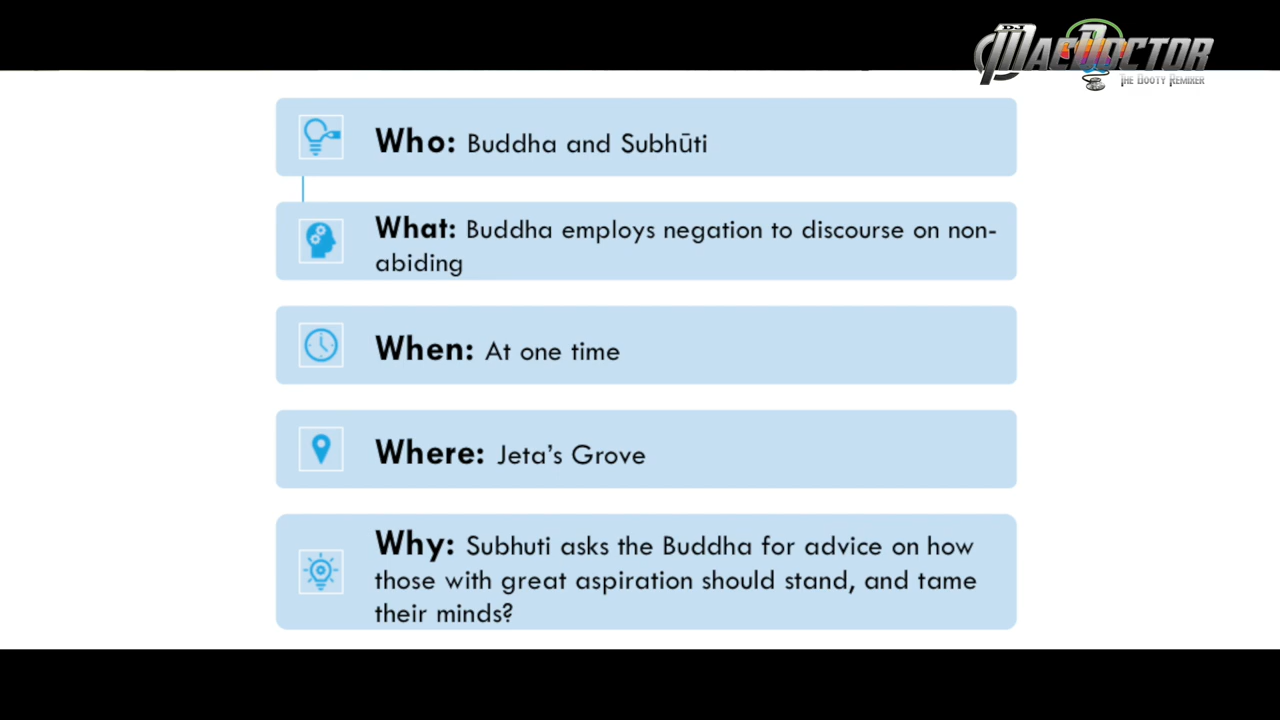 DJ
MACDOCTOR
THE BOOTY REMIXER
Who: Buddha and Subhūti
What: Buddha employs negation to discourse on non-
abiding
When: At one time
Where: Jeta’s Grove
Why: Subhuti asks the Buddha for advice on how
those with great aspiration should stand, and tame
their minds?